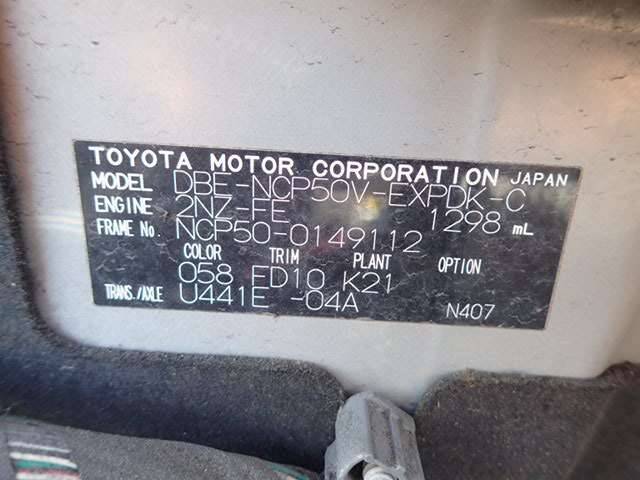 TOYOTA MOTOR CORPORATION JAPAN
MODEL DBE-NCP50V-EXPDK-C
ENGINE 2NZ-FE 1298 mL
FRAME No. NCP50-0149112
COLOR TRIM PLANT OPTION
058 FD10 K21
TRANS./AXLE U441E -04A N407